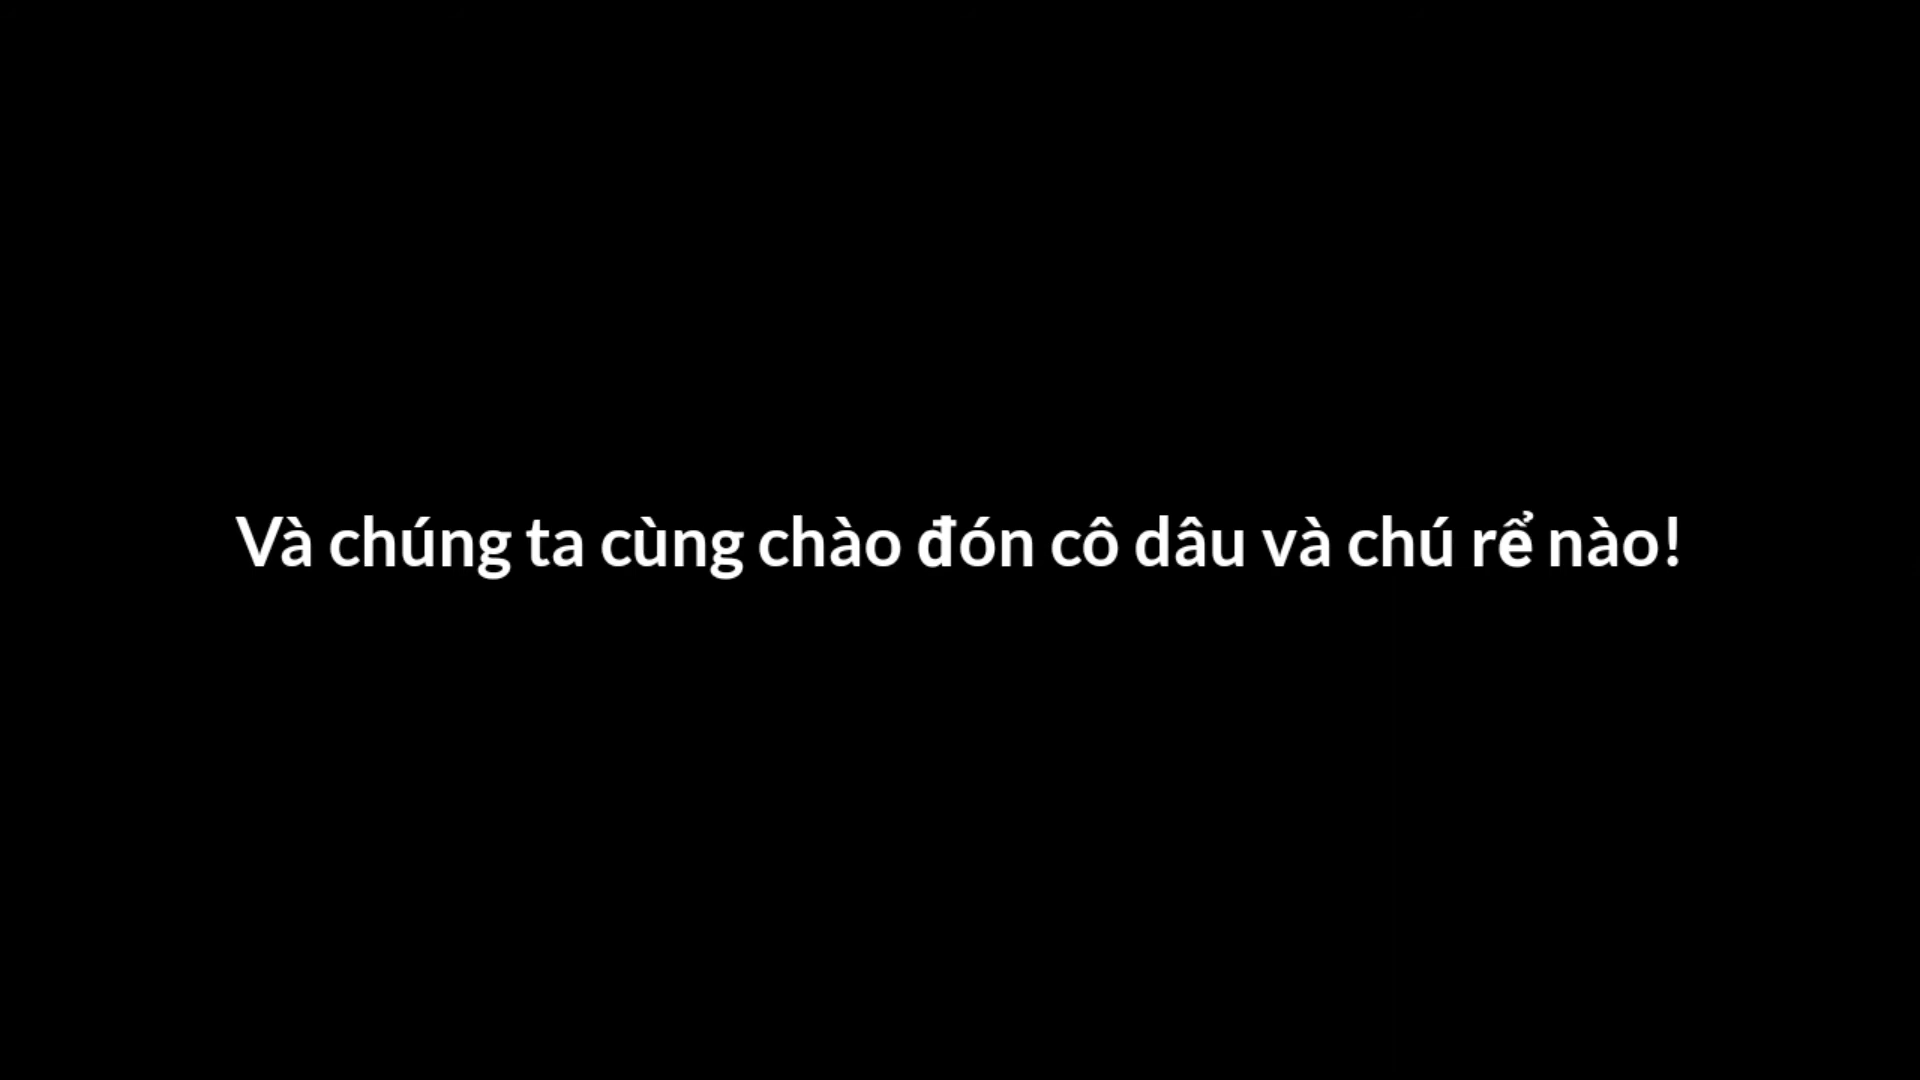 Và chúng ta cùng chào đón cô dâu và chú rể nào!